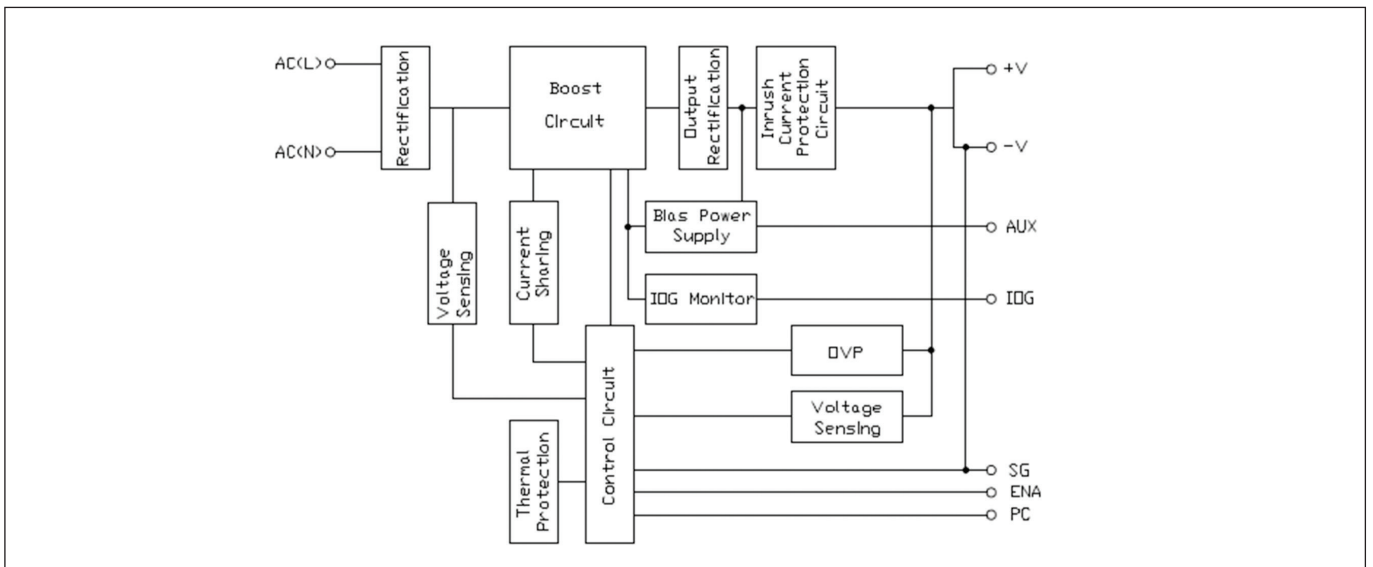 AC(L)
AC(N)
Rectification
Boost
Circuit
Output
Rectification
Inrush
Current
Protection
Circuit
+V
-V
Voltage
Sensing
Current
Sharing
Bias Power
Supply
AUX
IOG Monitor
IOG
OVP
Voltage
Sensing
Control Circuit
Thermal
Protection
SG
ENA
PC